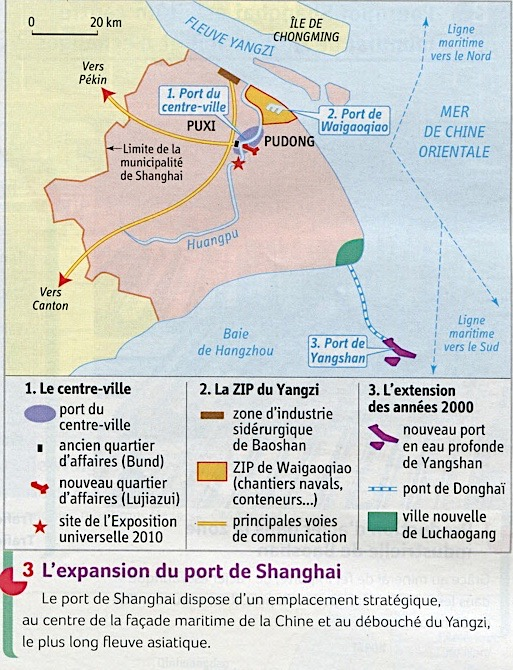 0 20 km
FLEUVE YANGZI
ÎLE DE
CHONGMING
Ligne
maritime
vers le Nord
Vers
Pékin
1. Port du
centre-ville
2. Port de
Waigaoqiao
PUXI
PUDONG
MER
DE CHINE
ORIENTALE
Limite de la
municipalité
de Shanghai
Huangpu
Vers
Canton
Baie
de Hangzhou
3. Port de
Yangshan
Ligne
maritime
vers le Sud
1. Le centre-ville
port du
centre-ville
ancien quartier
d'affaires (Bund)
nouveau quartier
d'affaires (Lujiazui)
site de l'Exposition
universelle 2010
2. La ZIP du Yangzi
zone d'industrie
sidérurgique
de Baoshan
ZIP de Waigaoqiao
(chantiers navals,
conteneurs...)
principales voies
de communication
3. L'extension
des années 2000
nouveau port
en eau profonde
de Yangshan
pont de Donghaï
ville nouvelle
de Luchaogang
3 L'expansion du port de Shanghai
Le port de Shanghai dispose d'un emplacement stratégique,
au centre de la façade maritime de la Chine et au débouché du Yangzi,
le plus long fleuve asiatique.